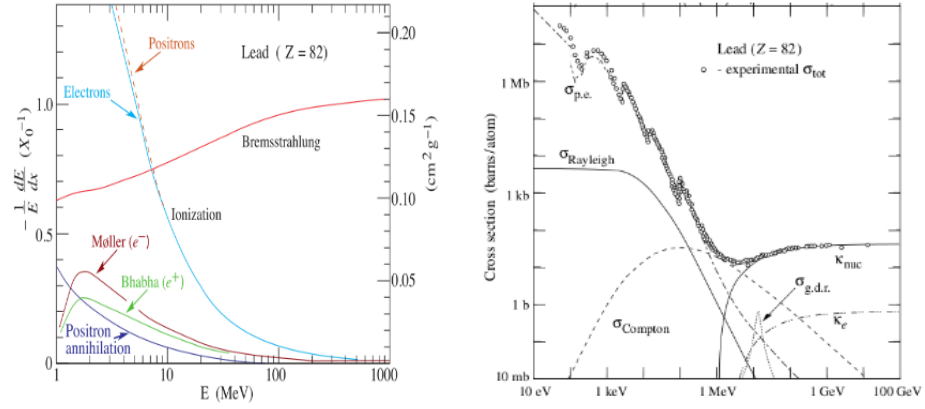 Positrons
Lead ( Z = 82)
Electrons
Bremsstrahlung
Ionization
Møller (e⁻)
Bhabha (e⁺)
Positron
annihilation
− 1/E dE/dx (X₀⁻¹)
1.0
0.5
0
(cm² g⁻¹)
0.20
0.15
0.10
0.05
1
10
100
1000
E (MeV)
Lead (Z = 82)
- experimental σtot
σp.e.
σRayleigh
κnuc
σg.d.r.
σCompton
κe
Cross section (barns/atom)
1 Mb
1 kb
1 b
10 mb
10 eV
1 keV
1 MeV
1 GeV
100 GeV